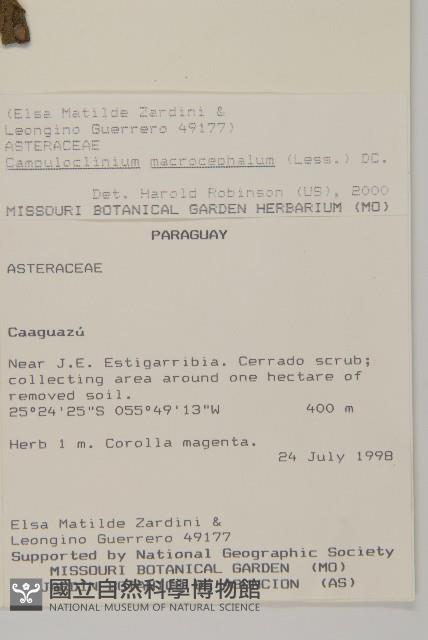 (Elsa Matilde Zardini &
Leongino Guerrero 49177)
ASTERACEAE
Campuloclinium macrocephalum (Less.) DC.
Det. Harold Robinson (US), 2000
MISSOURI BOTANICAL GARDEN HERBARIUM (MO)
PARAGUAY
ASTERACEAE
Caaguazú
Near J.E. Estigarribia. Cerrado scrub;
collecting area around one hectare of
removed soil.
25°24'25"S 055°49'13"W 400 m
Herb 1 m. Corolla magenta.
24 July 1998
Elsa Matilde Zardini &
Leongino Guerrero 49177
Supported by National Geographic Society
MISSOURI BOTANICAL GARDEN (MO)
(AS)
國立自然科學博物館
NATIONAL MUSEUM OF NATURAL SCIENCE